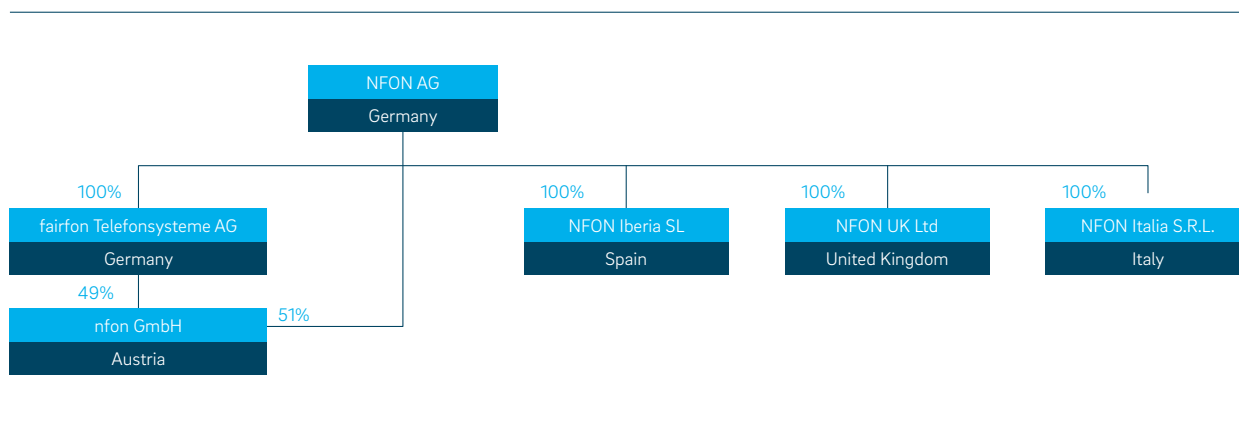 NFON AG
Germany
100%
fairfon Telefonsysteme AG
Germany
100%
NFON Iberia SL
Spain
100%
NFON UK Ltd
United Kingdom
100%
NFON Italia S.R.L.
Italy
49%
51%
nfon GmbH
Austria